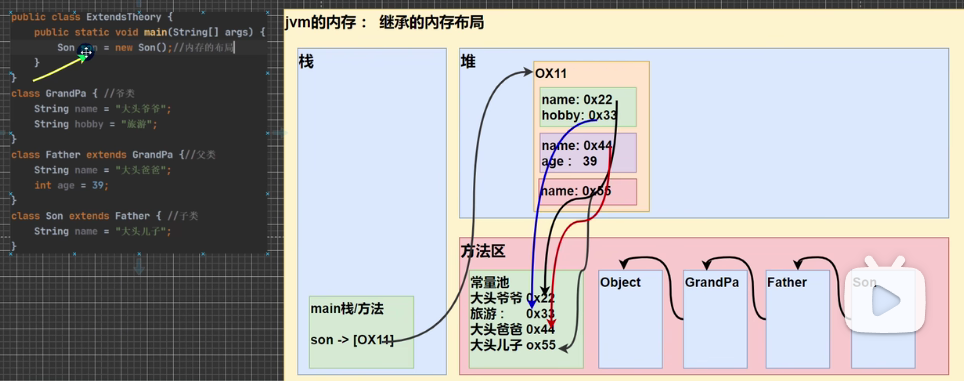 public class ExtendsTheory {
public static void main(String[] args) {
Son = new Son();//内存的布局
}
}
class GrandPa { //爷类
String name = "大头爷爷";
String hobby = "旅游";
}
class Father extends GrandPa {//父类
String name = "大头爸爸";
int age = 39;
}
class Son extends Father { //子类
String name = "大头儿子";
}
jvm的内存： 继承的内存布局
栈
main栈/方法
son -> [OX11]
堆
OX11
name: 0x22
hobby: 0x33
name: 0x44
age： 39
name: 0x55
方法区
常量池
大头爷爷 0x22
旅游： 0x33
大头爸爸 0x44
大头儿子 ox55
Object
GrandPa
Father
Son